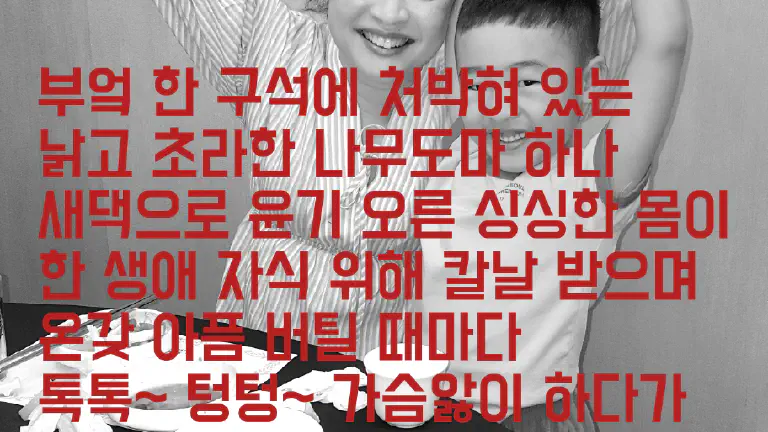 부엌 한 구석에 처박혀 있는
낡고 초라한 나무도마 하나
새댁으로 윤기 오른 싱싱한 몸이
한 생애 자식 위해 칼날 받으며
온갖 아픔 버틸 때마다
톡톡~ 텅텅~ 가슴앓이 하다가